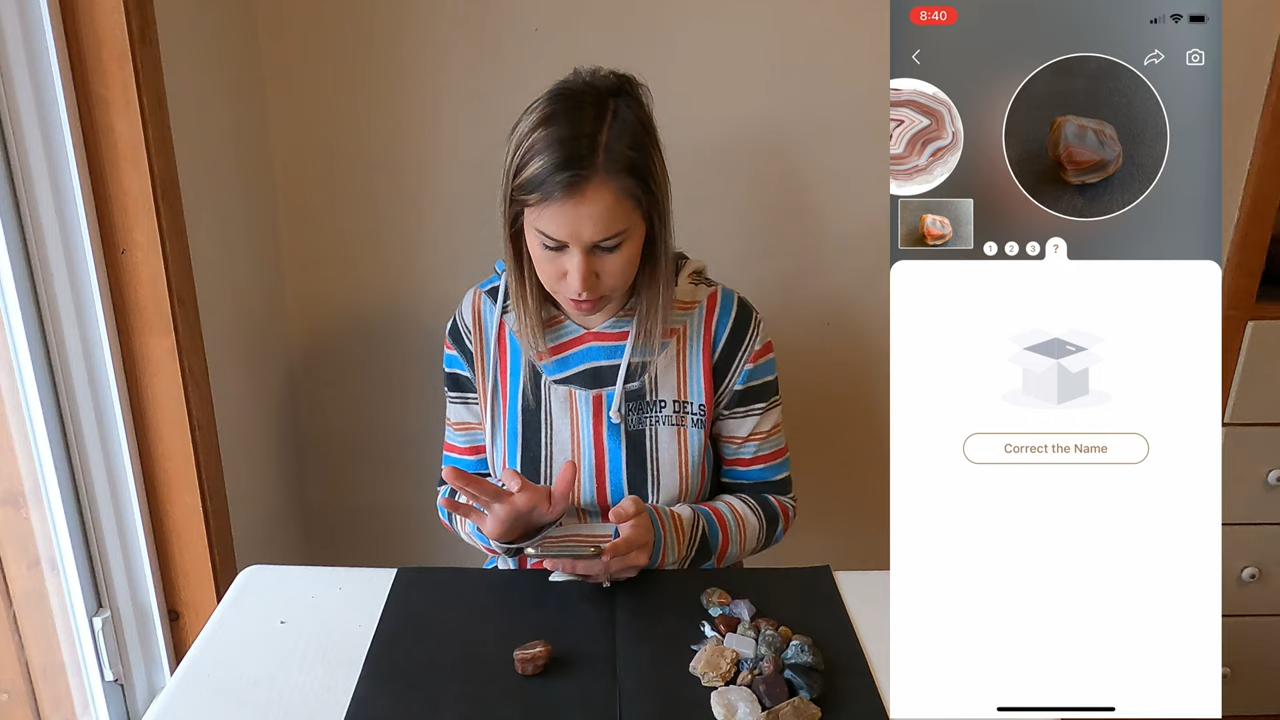 8:40
1 2 3 ?
Correct the Name
KAMP DELS
WATERVILLE, MN